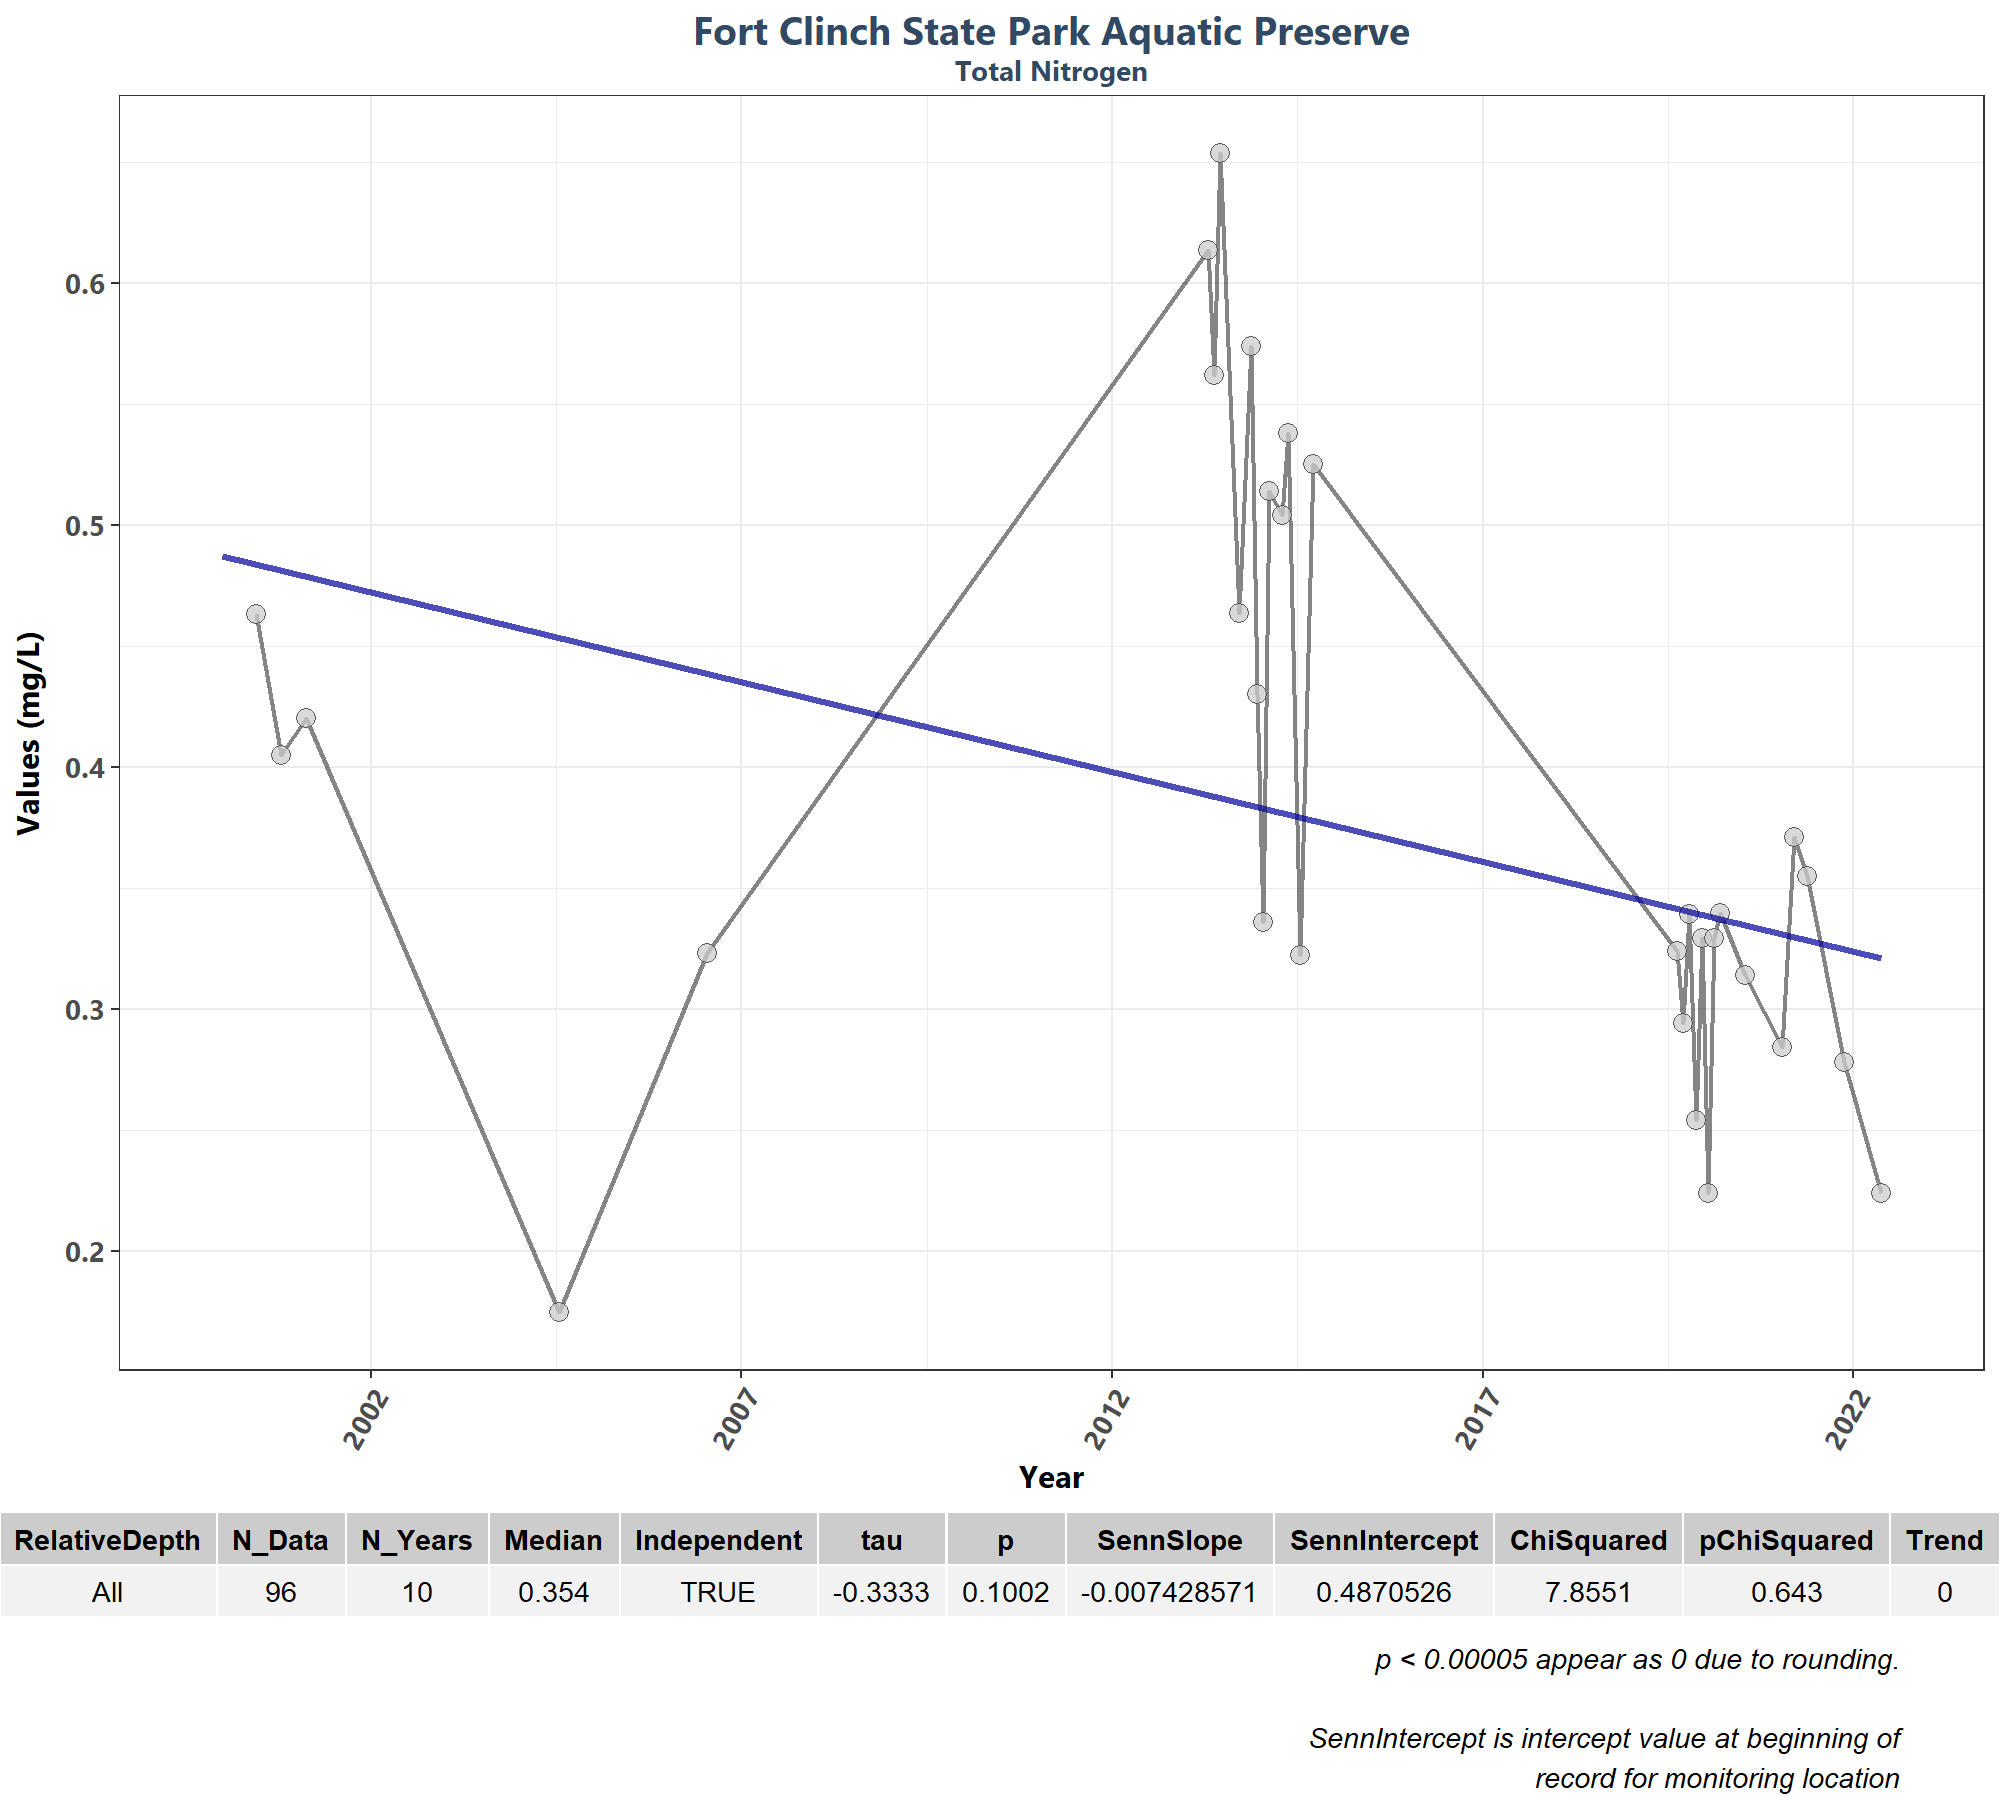 Fort Clinch State Park Aquatic Preserve
Total Nitrogen
Values (mg/L)
0.6
0.5
0.4
0.3
0.2
2002
2007
2012
2017
2022
Year
RelativeDepth N_Data N_Years Median Independent tau p SennSlope SennIntercept ChiSquared pChiSquared Trend
All 96 10 0.354 TRUE -0.3333 0.1002 -0.007428571 0.4870526 7.8551 0.643 0
p < 0.00005 appear as 0 due to rounding.
SennIntercept is intercept value at beginning of
record for monitoring location